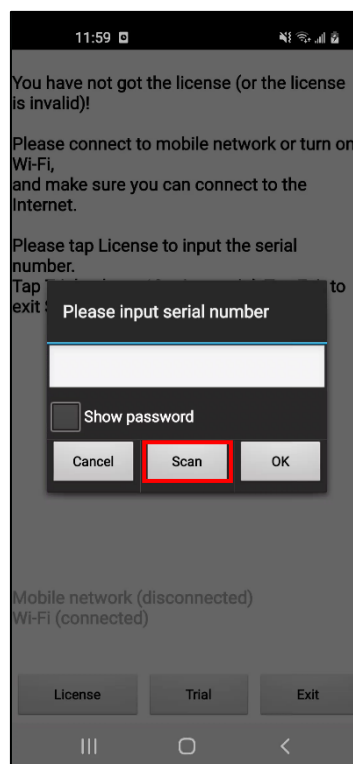 11:59
You have not got the license (or the license
is invalid)!
Please connect to mobile network or turn on
Wi-Fi,
and make sure you can connect to the
Internet.
Please tap License to input the serial
number.
Tap to
exit
Please input serial number
Show password
Cancel Scan OK
Mobile network (disconnected)
Wi-Fi (connected)
License Trial Exit